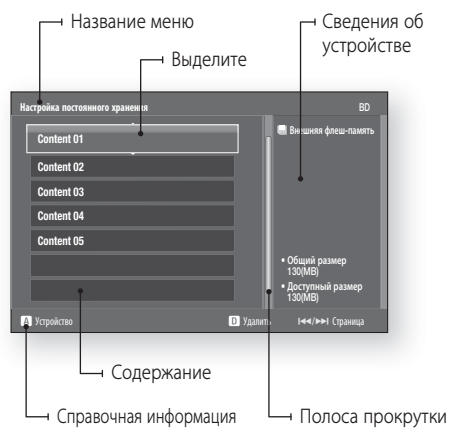 Название меню
Сведения об
устройстве
Выделите
Настройка постоянного хранения
BD
Content 01
Внешняя флеш-память
Content 02
Content 03
Content 04
Content 05
• Общий размер
130(MB)
• Доступный размер
130(MB)
A Устройство
D Удалить
/ Страница
Содержание
Справочная информация
Полоса прокрутки